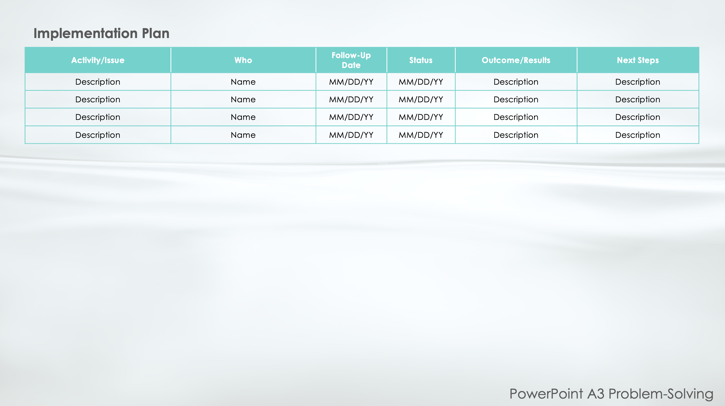 Implementation Plan
Activity/Issue Who Follow-Up Date Status Outcome/Results Next Steps
Description Name MM/DD/YY MM/DD/YY Description Description
Description Name MM/DD/YY MM/DD/YY Description Description
Description Name MM/DD/YY MM/DD/YY Description Description
Description Name MM/DD/YY MM/DD/YY Description Description
PowerPoint A3 Problem-Solving